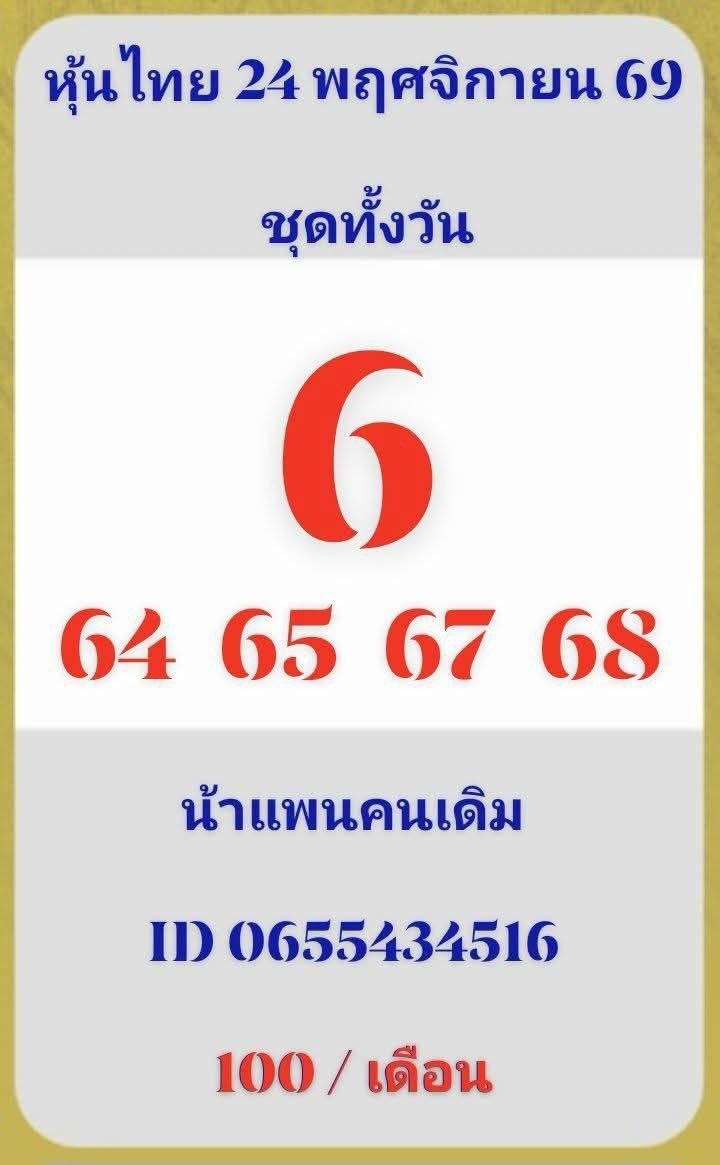 หุ้นไทย 24 พฤศจิกายน 69
ชุดทั้งวัน
6
64 65 67 68
น้าแพนคนเดิม
ID 0655434516
100 / เดือน